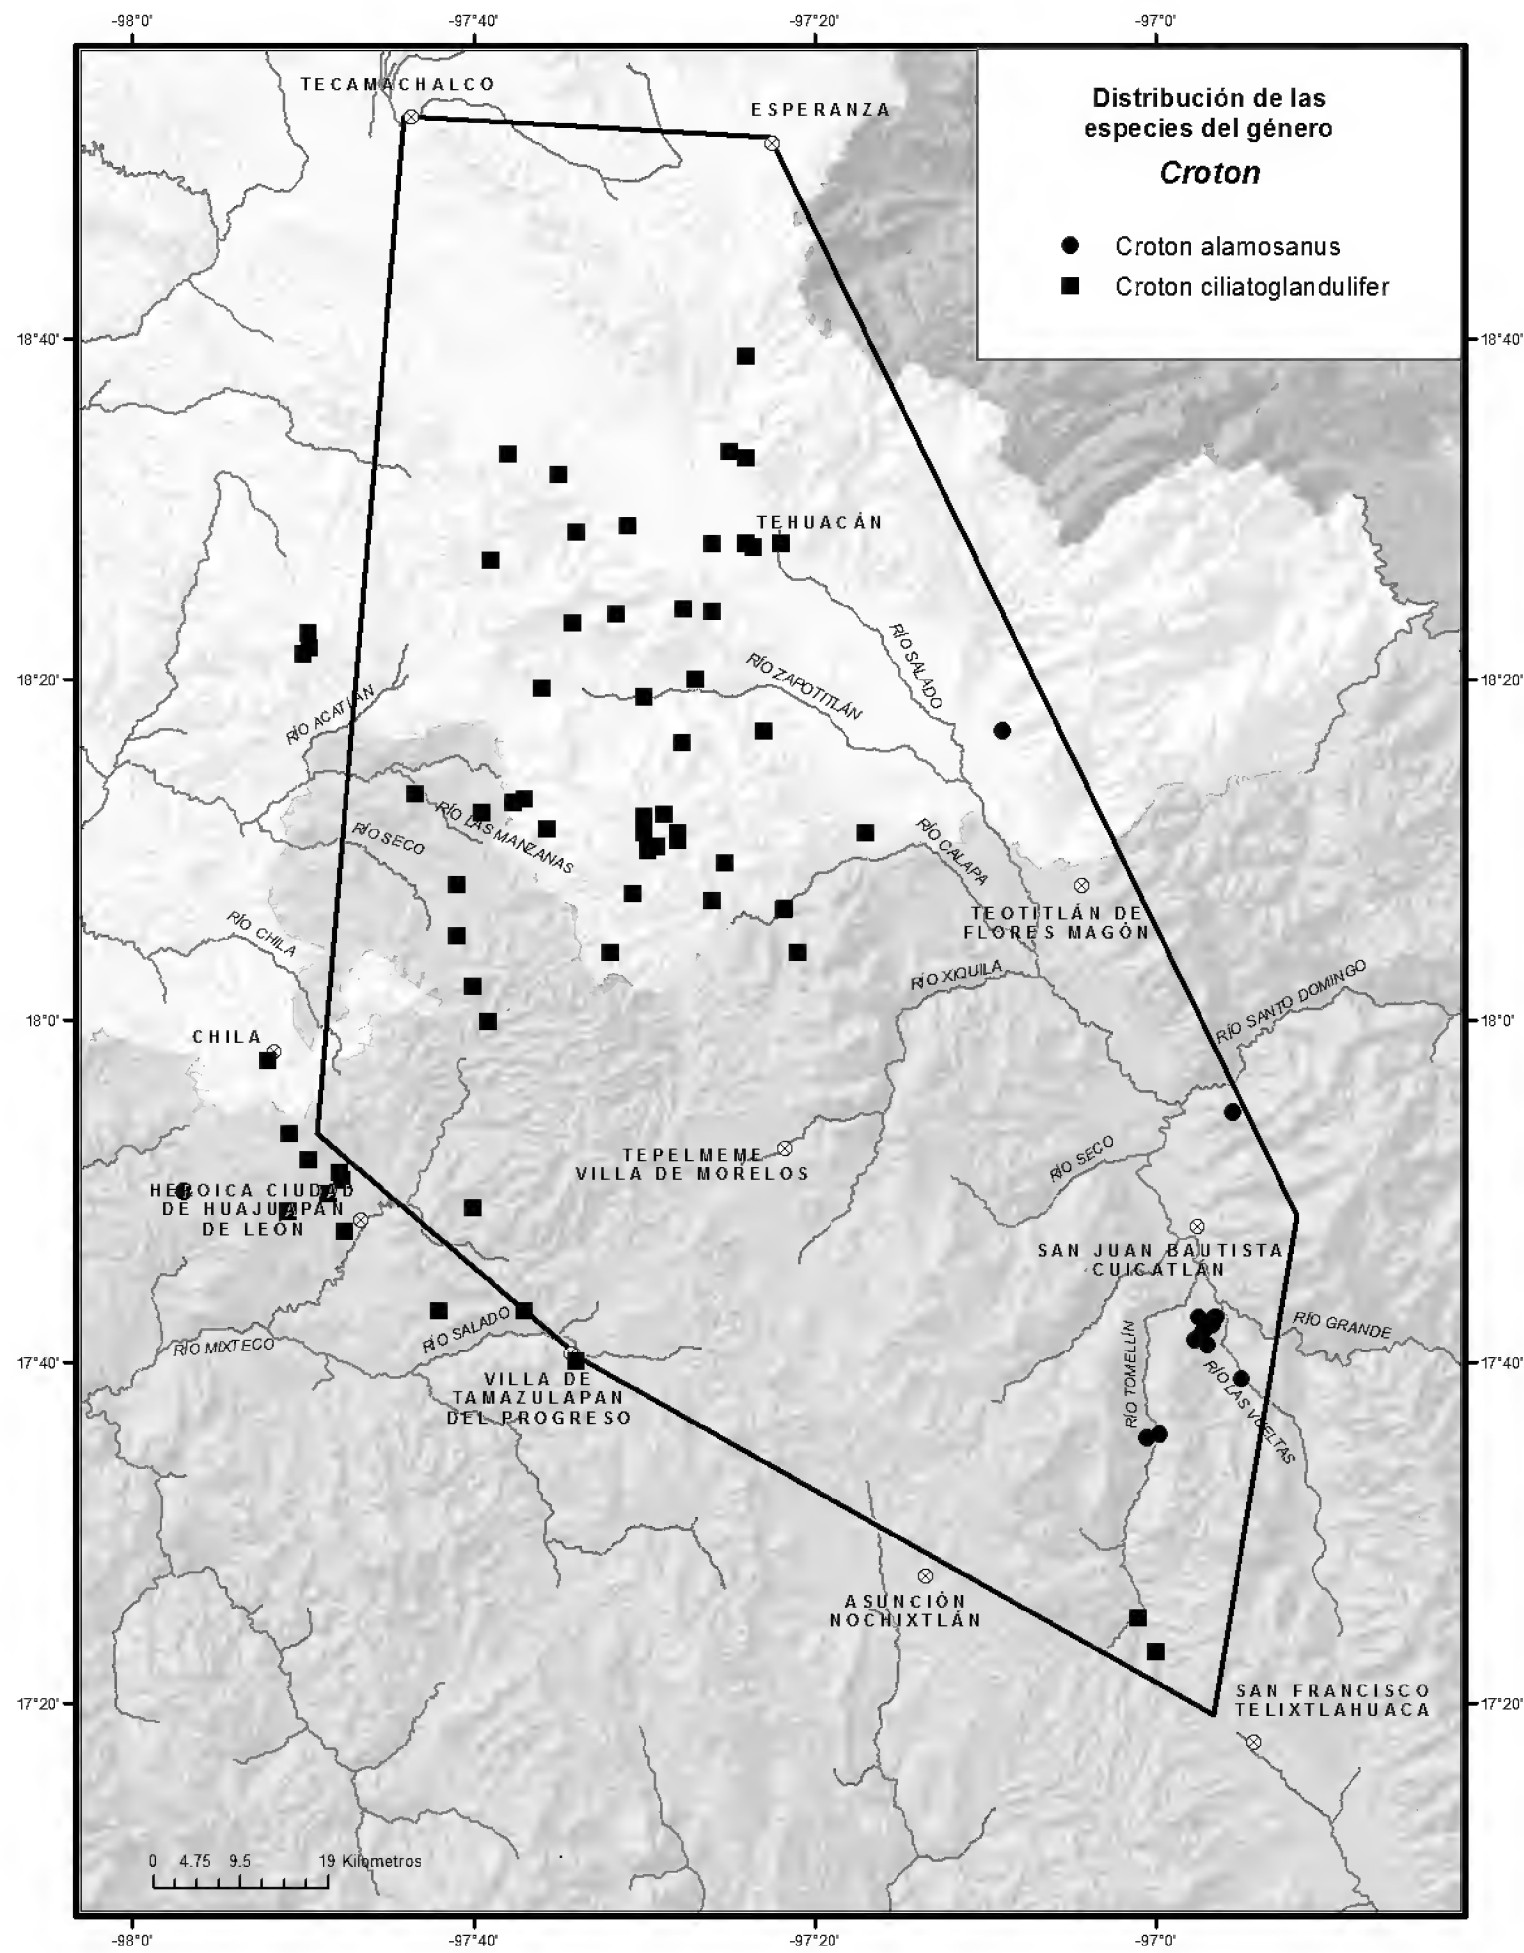 -98°0'
-97°40'
-97°20'
-97°0'
TECAMACHALCO
ESPERANZA
Distribución de las
especies del género
Croton
Croton alamosanus
Croton ciliatoglandulifer
18°40'
18°40'
TEHUACÁN
RÍO SALADO
18°20'
18°20'
RÍO ZAPOTITLÁN
RÍO ACATLÁN
RÍO LAS MANZANAS
RÍO SECO
RÍO CALAPA
TEOTITLÁN DE
FLORES MAGÓN
RÍO CHILA
RÍO XIQUILA
RÍO SANTO DOMINGO
18°0'
18°0'
CHILA
TEPELMEME
VILLA DE MORELOS
RÍO SECO
HEROICA CIUDAD
DE HUAJUAPAN
DE LEÓN
SAN JUAN BAUTISTA
CUICATLÁN
RÍO GRANDE
RÍO SALADO
RÍO MIXTECO
RÍO TOMELLÍN
17°40'
17°40'
RÍO LAS VUELTAS
VILLA DE
TAMAZULAPAN
DEL PROGRESO
ASUNCIÓN
NOCHIXTLÁN
SAN FRANCISCO
TELIXTLAHUACA
17°20'
17°20'
0 4.75 9.5 19 Kilometros
-98°0'
-97°40'
-97°20'
-97°0'